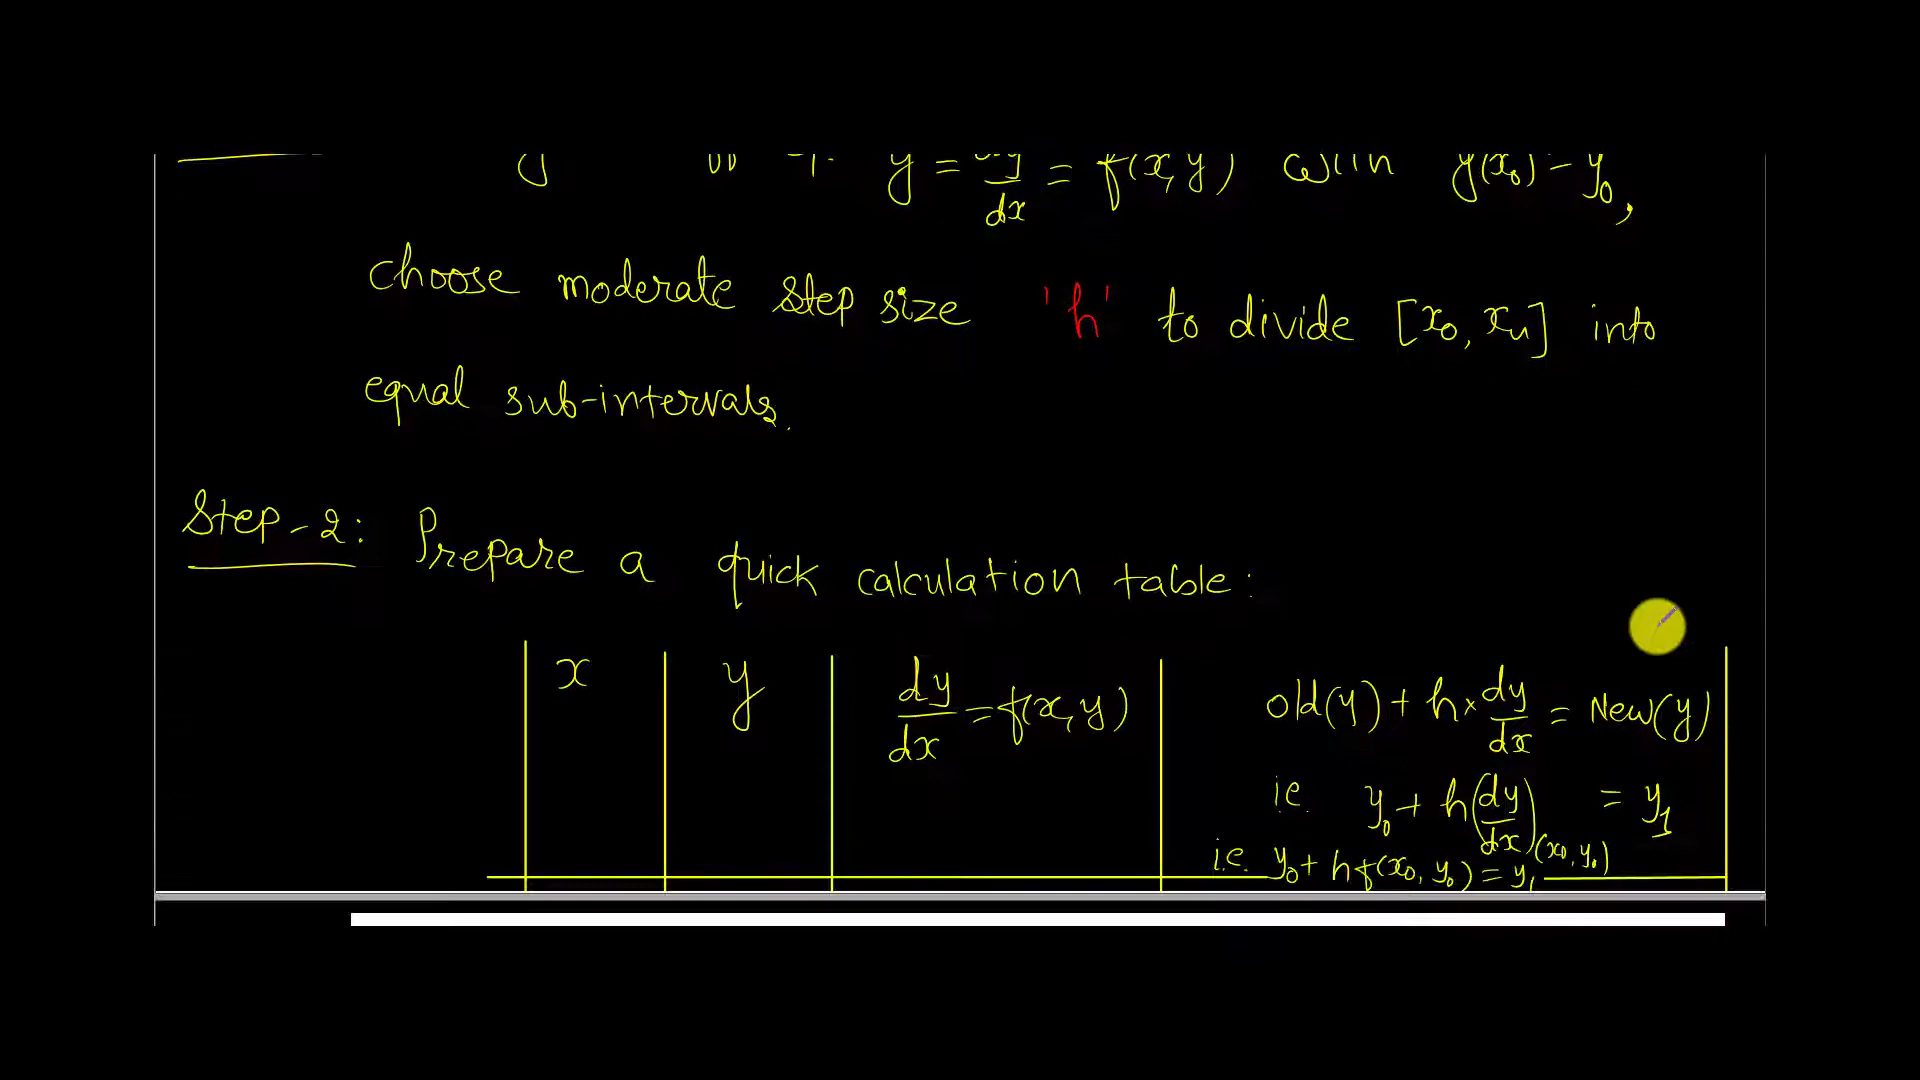 y' = dy/dx = f(x, y) with y(x₀) = y₀,
choose moderate step size 'h' to divide [x₀, xₙ] into
equal sub-intervals.
Step-2: Prepare a quick calculation table:
x | y | dy/dx = f(x, y) | old(y) + h × dy/dx = New(y)
i.e. y₀ + h(dy/dx)(x₀, y₀) = y₁
i.e. y₀ + h f(x₀, y₀) = y₁